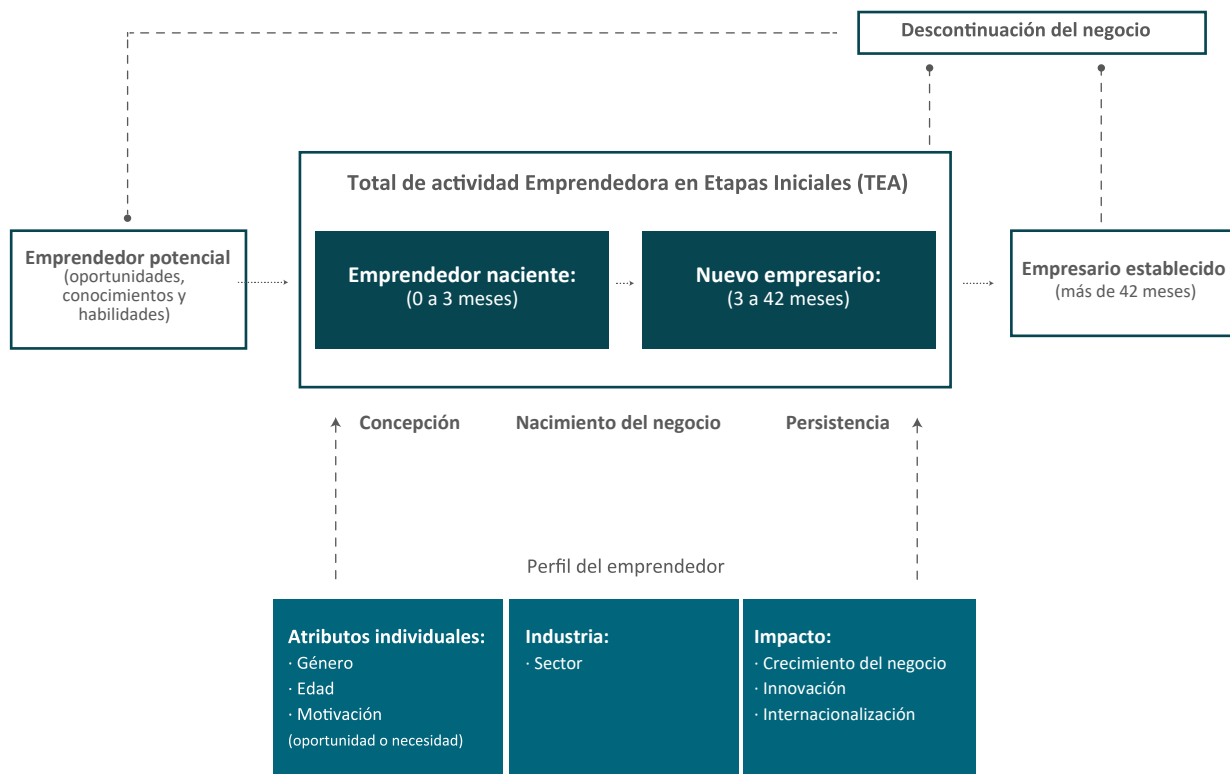 Descontinuación del negocio
Total de actividad Emprendedora en Etapas Iniciales (TEA)
Emprendedor potencial
(oportunidades,
conocimientos y
habilidades)
Emprendedor naciente:
(0 a 3 meses)
Nuevo empresario:
(3 a 42 meses)
Empresario establecido
(más de 42 meses)
Concepción
Nacimiento del negocio
Persistencia
Perfil del emprendedor
Atributos individuales:
· Género
· Edad
· Motivación
(oportunidad o necesidad)
Industria:
· Sector
Impacto:
· Crecimiento del negocio
· Innovación
· Internacionalización